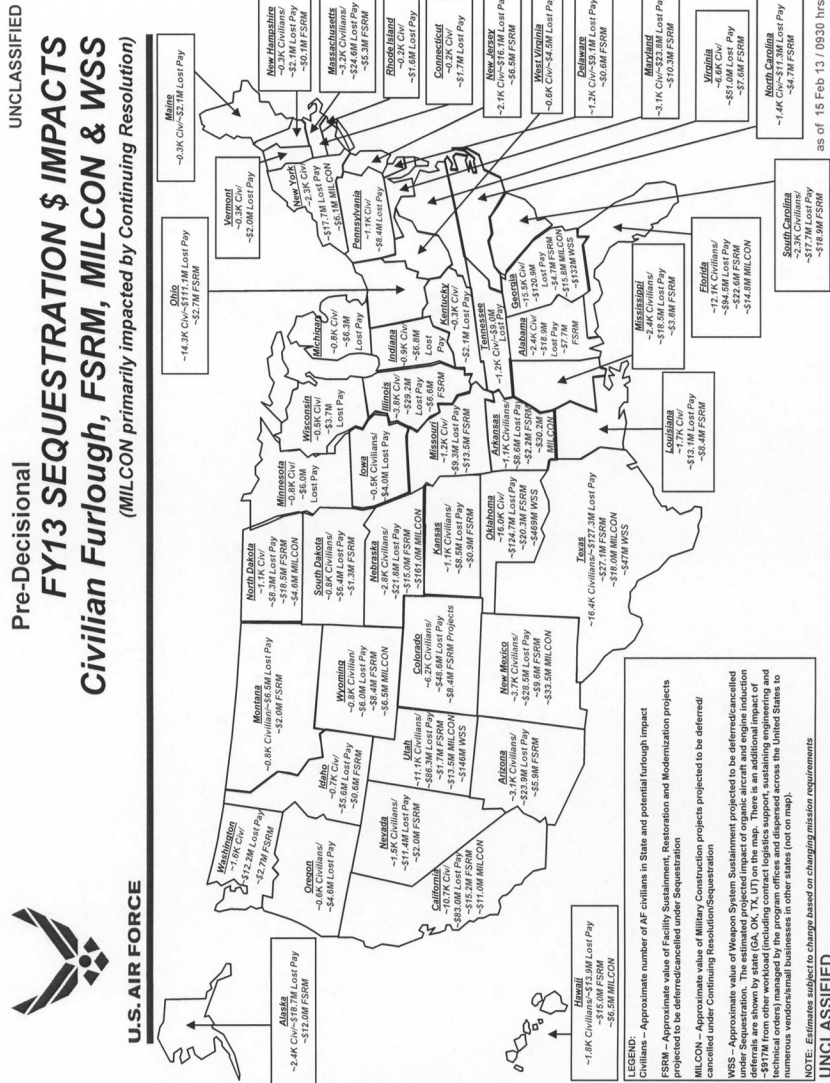 Pre-Decisional
UNCLASSIFIED
FY13 SEQUESTRATION $ IMPACTS
Civilian Furlough, FSRM, MILCON & WSS
(MILCON primarily impacted by Continuing Resolution)
U.S. AIR FORCE
Alaska
~2.4K Civ/~$18.7M Lost Pay
~$12.0M FSRM
Washington
~1.6K Civ/
~$12.2M Lost Pay
~$2.7M FSRM
Oregon
~0.6K Civilians/
~$4.6M Lost Pay
California
~10.7K Civ/
~$83.0M Lost Pay
~$15.2M FSRM
~$11.0M MILCON
Nevada
~1.5K Civilians/
~$11.4M Lost Pay
~$2.0M FSRM
Idaho
~0.7K Civ/
~$5.6M Lost Pay
~$0.6M FSRM
Montana
~0.8K Civilian/~$6.5M Lost Pay
~$2.0M FSRM
Wyoming
~0.8K Civilian/
~$6.0M Lost Pay
~$8.4M FSRM
~$6.5M MILCON
Utah
~11.1K Civilians/
~$86.3M Lost Pay
~$1.7M FSRM
~$13.5M MILCON
~$146M WSS
Arizona
~3.1K Civilians/
~$23.9M Lost Pay
~$5.9M FSRM
Colorado
~6.2K Civilians/
~$48.6M Lost Pay
~$8.4M FSRM Projects
New Mexico
~3.7K Civilians/
~$28.5M Lost Pay
~$9.6M FSRM
~$33.5M MILCON
North Dakota
~1.1K Civ/
~$8.3M Lost Pay
~$18.5M FSRM
~$4.6M MILCON
South Dakota
~0.8K Civilians/
~$6.4M Lost Pay
~$1.3M FSRM
Nebraska
~2.8K Civilians/
~$21.8M Lost Pay
~$15.0M FSRM
~$161.0M MILCON
Kansas
~1.1K Civilians/
~$8.5M Lost Pay
~$0.9M FSRM
Oklahoma
~16.0K Civ/
~$124.7M Lost Pay
~$20.3M FSRM
~$469M WSS
Texas
~16.4K Civilians/~$127.3M Lost Pay
~$27.1M FSRM
~$18.0M MILCON
~$47M WSS
Minnesota
~0.8K Civ/
~$6.0M
Lost Pay
Iowa
~0.5K Civilians/
~$4.0M Lost Pay
Missouri
~1.2K Civ/
~$9.3M Lost Pay
~$13.5M FSRM
Arkansas
~1.1K Civilians/
~$8.6M Lost Pay
~$2.2M FSRM
~$30.2M
MILCON
Louisiana
~1.7K Civ/
~$13.1M Lost Pay
~$8.4M FSRM
Wisconsin
~0.5K Civ/
~$3.7M
Lost Pay
Illinois
~3.8K Civ/
~$29.2M
Lost Pay
~$6.6M
FSRM
Michigan
~0.8K Civ/
~$6.3M
Lost Pay
Indiana
~0.9K Civ/
~$6.8M
Lost
Pay
Kentucky
~0.3K Civ/
~$2.1M Lost Pay
Tennessee
~1.2K Civ/~$9.0M
Lost Pay
Mississippi
~2.4K Civilians/
~$18.5M Lost Pay
~$3.8M FSRM
Alabama
~2.4K Civ/
~$18.9M
Lost Pay
~$7.7M
FSRM
Georgia
~15.5K Civ/
~$120.9M
Lost Pay
~$4.7M FSRM
~$15.8M MILCON
~$132M WSS
Florida
~12.1K Civilians/
~$94.5M Lost Pay
~$22.6M FSRM
~$14.8M MILCON
South Carolina
~2.3K Civilians/
~$17.7M Lost Pay
~$18.9M FSRM
Ohio
~14.3K Civ/~$111.1M Lost Pay
~$2.7M FSRM
Vermont
~0.3K Civ/
~$2.0M Lost Pay
New York
~2.3K Civ/
~$17.7M Lost Pay
~$6.1M MILCON
Pennsylvania
~1.1K Civ/
~$8.4M Lost Pay
Maine
~0.3K Civ/~$2.1M Lost Pay
New Hampshire
~0.3K Civilians/
~$2.1M Lost Pay
~$0.1M FSRM
Massachusetts
~3.2K Civilians/
~$24.6M Lost Pay
~$5.3M FSRM
Rhode Island
~0.2K Civ/
~$1.6M Lost Pay
Connecticut
~0.2K Civ/
~$1.7M Lost Pay
New Jersey
~2.1K Civ/~$16.1M Lost Pay
~$6.5M FSRM
West Virginia
~0.6K Civ/~$4.5M Lost Pay
Delaware
~1.2K Civ/~$9.1M Lost Pay
~$0.6M FSRM
Maryland
~3.1K Civ/~$23.8M Lost Pay
~$10.3M FSRM
Virginia
~6.6K Civ/
~$51.0M Lost Pay
~$7.6M FSRM
North Carolina
~1.4K Civ/~$11.3M Lost Pay
~$4.7M FSRM
Hawaii
~1.8K Civilians/~$13.9M Lost Pay
~$15.0M FSRM
~$6.5M MILCON
LEGEND:
Civilians – Approximate number of AF civilians in State and potential furlough impact
FSRM – Approximate value of Facility Sustainment, Restoration and Modernization projects
projected to be deferred/cancelled under Sequestration
MILCON – Approximate value of Military Construction projects projected to be deferred/
cancelled under Continuing Resolution/Sequestration
WSS – Approximate value of Weapon System Sustainment projected to be deferred/cancelled
under Sequestration. The estimated projected impact of organic aircraft and engine induction
deferrals are shown by state (GA, OK, TX, UT) on the map. There is an additional impact of
~$917M from other workload (including contract logistics support, sustaining engineering and
technical orders) managed by the program offices and dispersed across the United States to
numerous vendors/small businesses in other states (not on map).
NOTE: Estimates subject to change based on changing mission requirements
UNCLASSIFIED
as of 15 Feb 13 / 0930 hrs